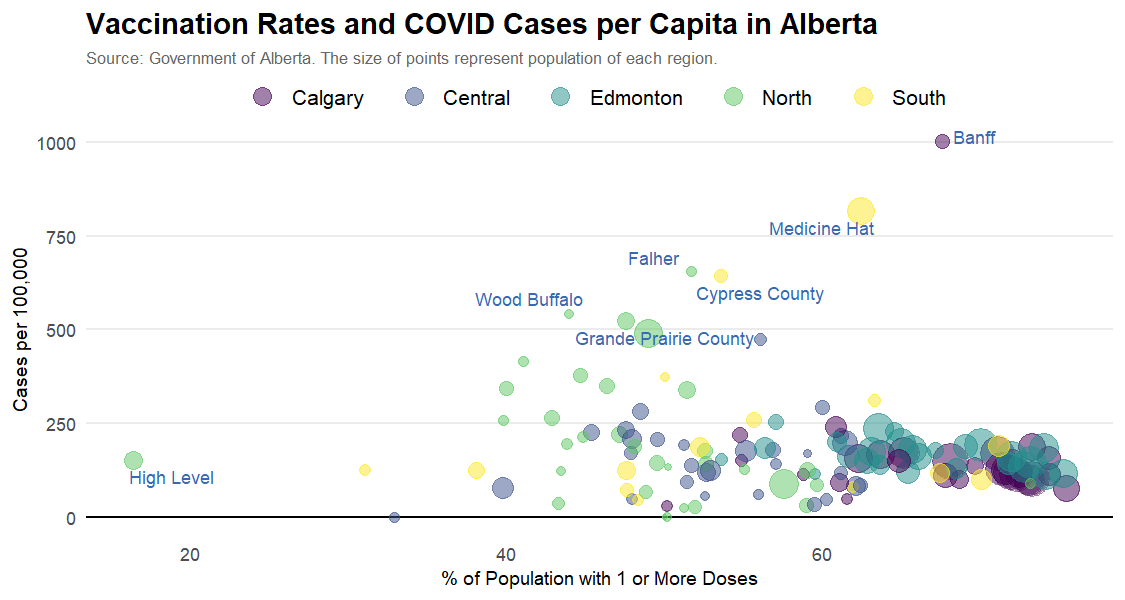 Vaccination Rates and COVID Cases per Capita in Alberta
Source: Government of Alberta. The size of points represent population of each region.
Calgary Central Edmonton North South
1000
Banff
Medicine Hat
750
Falher
Cypress County
Wood Buffalo
500
Grande Prairie County
250
High Level
0
Cases per 100,000
20 40 60
% of Population with 1 or More Doses